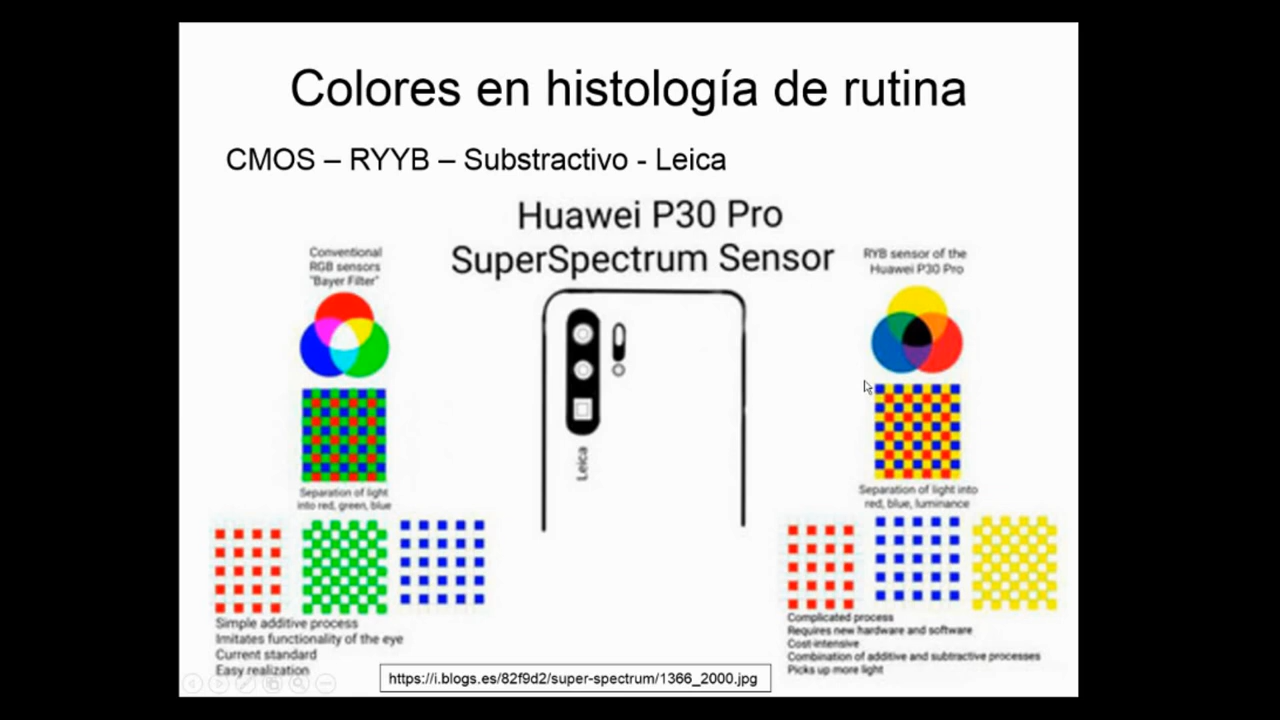 Colores en histología de rutina
CMOS – RYYB – Substractivo - Leica
Huawei P30 Pro
SuperSpectrum Sensor
Conventional
RGB sensors
"Bayer Filter"
Separation of light
into red, green, blue
Simple additive process
Imitates functionality of the eye
Current standard
Easy realization
Leica
RYB sensor of the
Huawei P30 Pro
Separation of light into
red, blue, luminance
Complicated process
Requires new hardware and software
Cost-intensive
Combination of additive and subtractive processes
Picks up more light
https://i.blogs.es/82f9d2/super-spectrum/1366_2000.jpg